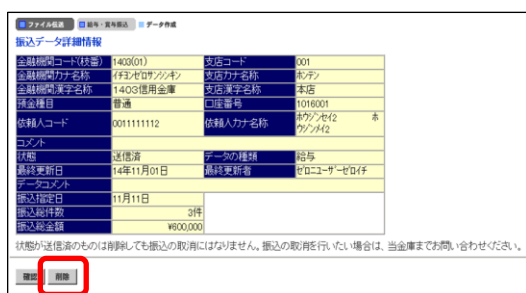 ファイル伝送 給与・賞与振込 データ作成
振込データ詳細情報
金融機関コード(枝番) 1403(01) 支店コード 001
金融機関カナ名称 イチヨンゼロサンシンキン 支店カナ名称 ホンテン
金融機関漢字名称 1403信用金庫 支店漢字名称 本店
預金種目 普通 口座番号 1016001
依頼人コード 0011111112 依頼人カナ名称 ホウジンセイ2 ホウジンメイ2
コメント
状態 送信済 データの種類 給与
最終更新日 14年11月01日 最終更新者 ゼロニユーザーゼロイチ
データコメント
振込指定日 11月11日
振込総件数 3件
振込総金額 ¥600,000
状態が送信済のものは削除しても振込の取消にはなりません。振込の取消を行いたい場合は、当金庫までお問い合わせください。
確認 削除